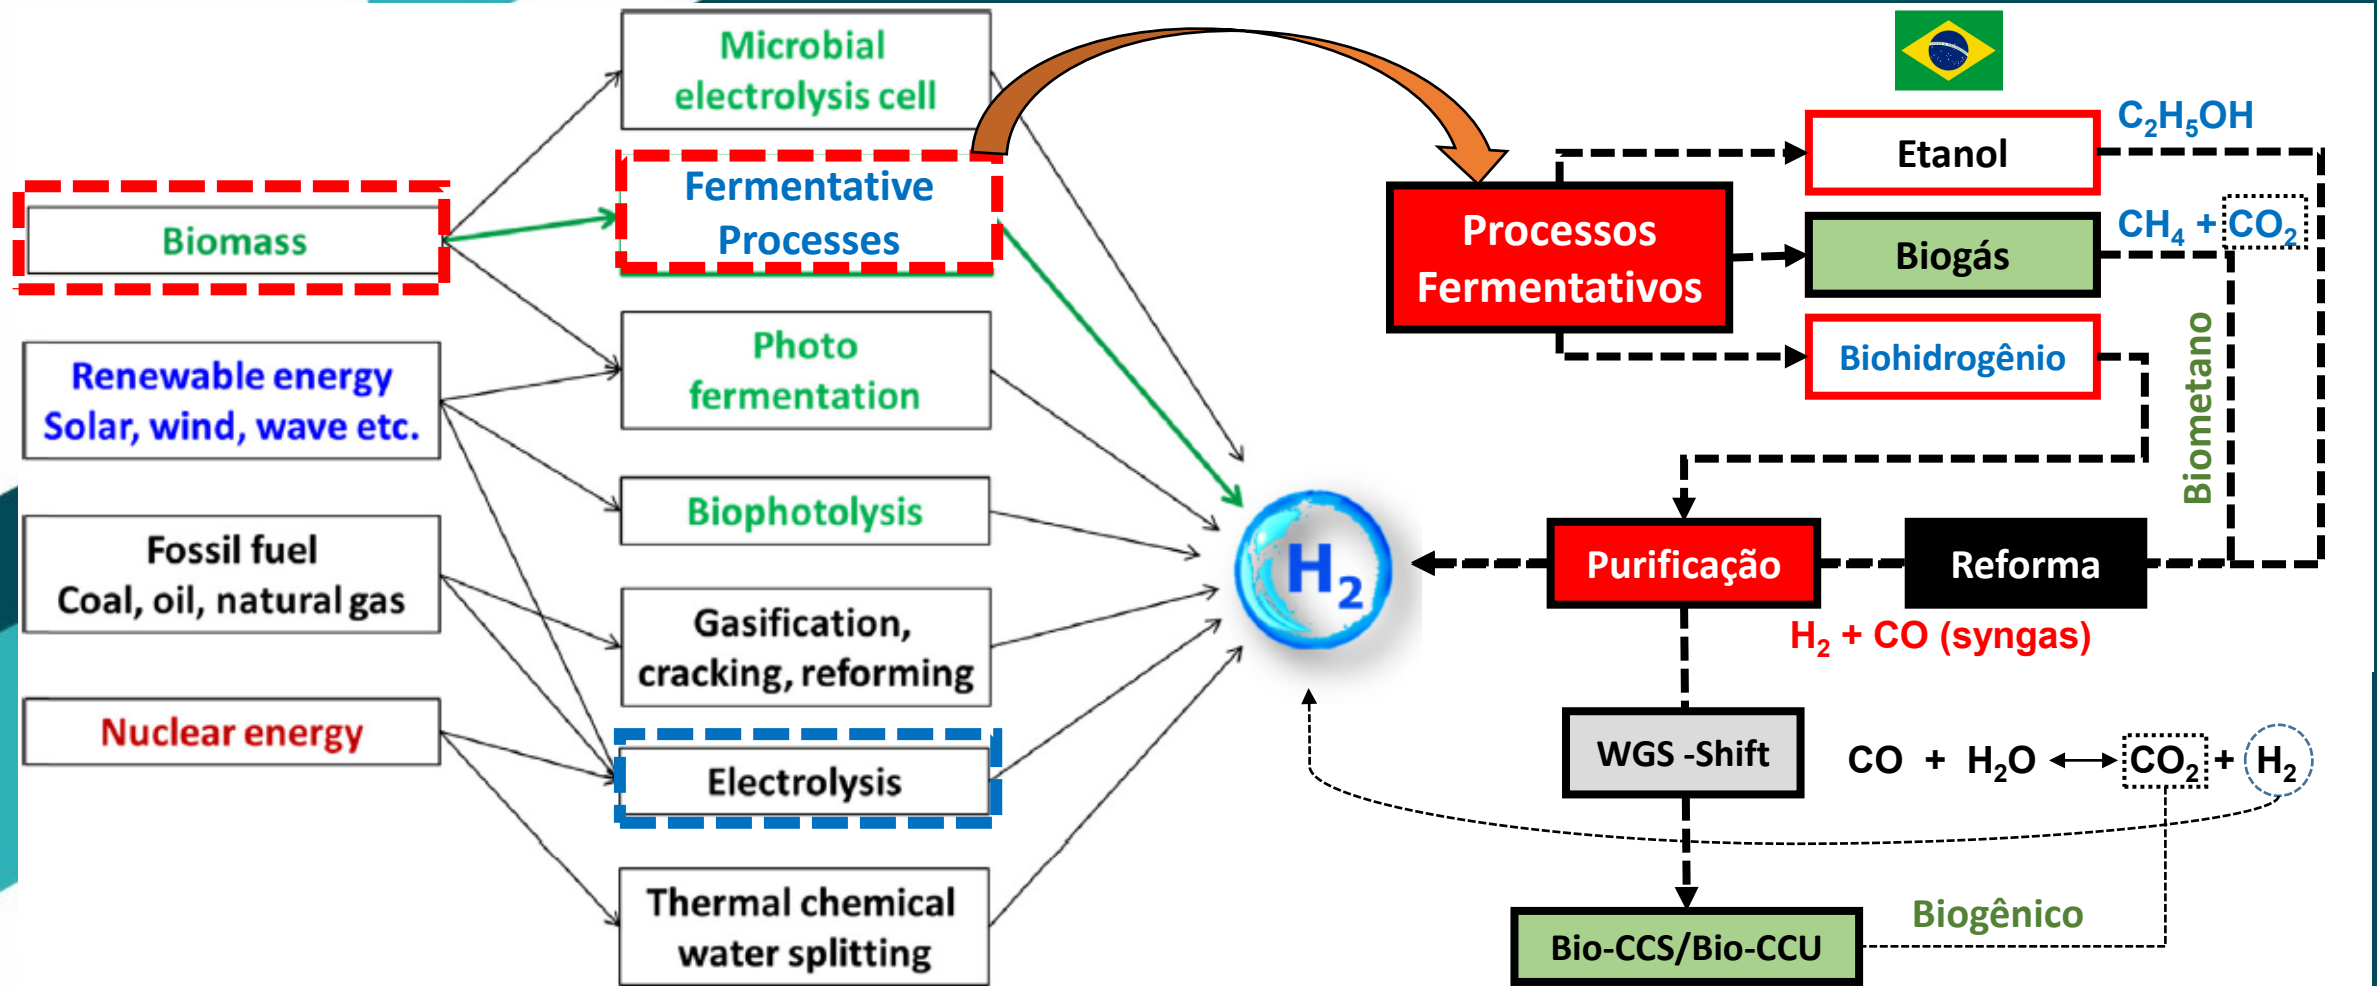 Microbial
electrolysis cell
Fermentative
Processes
Biomass
Photo
fermentation
Renewable energy
Solar, wind, wave etc.
Biophotolysis
Fossil fuel
Coal, oil, natural gas
Gasification,
cracking, reforming
Nuclear energy
Electrolysis
Thermal chemical
water splitting
H₂
Processos
Fermentativos
Etanol
C₂H₅OH
Biogás
CH₄ + CO₂
Biohidrogênio
Biometano
Purificação
Reforma
H₂ + CO (syngas)
WGS -Shift
CO + H₂O ⟷ CO₂ + H₂
Biogênico
Bio-CCS/Bio-CCU